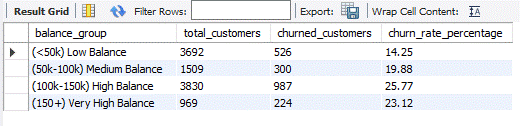 Result Grid Filter Rows: Export: Wrap Cell Content:
balance_group total_customers churned_customers churn_rate_percentage
(<50k) Low Balance 3692 526 14.25
(50k-100k) Medium Balance 1509 300 19.88
(100k-150k) High Balance 3830 987 25.77
(150+) Very High Balance 969 224 23.12